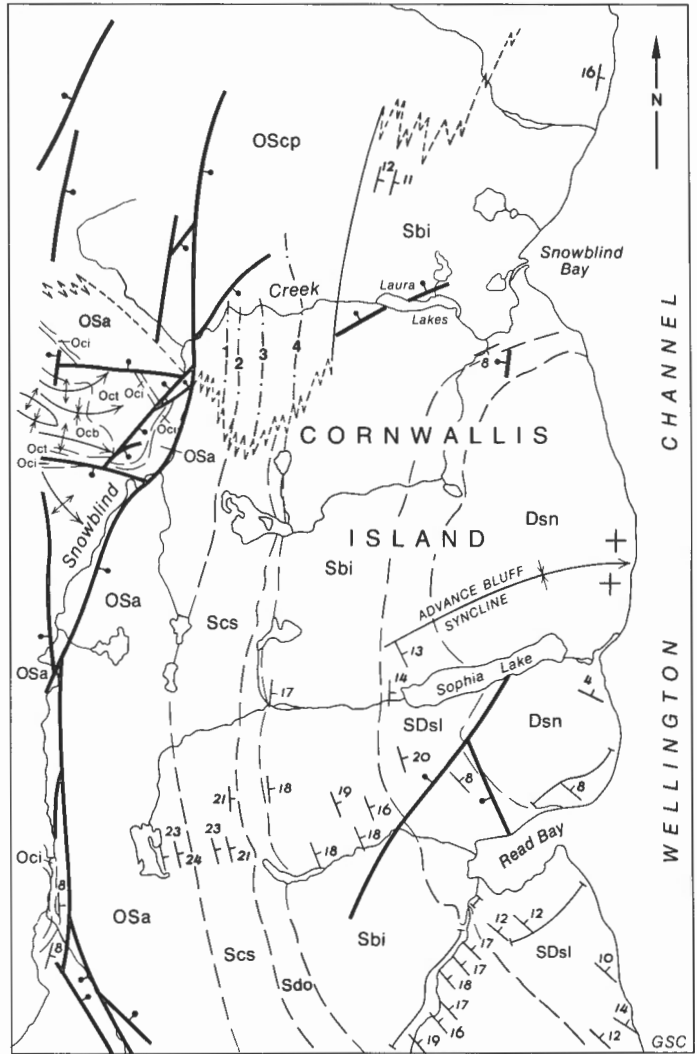 16
OScp
N
12
11
Sbi
Snowblind
Bay
Creek
Laura
Lakes
OSa
Oci
1
2
3
4
8
Oct
Oci
Ocb
Oct
Oci
OSa
CORNWALLIS
ISLAND
CHANNEL
Snowblind
Dsn
Sbi
ADVANCE BLUFF
SYNCLINE
OSa
Scs
13
Sophia Lake
OSa
14
17
4
SDsl
Dsn
20
8
8
21
18
19
16
WELLINGTON
23
24
23
21
18
18
Read Bay
Oci
8
OSa
Sbi
12
12
SDsl
8
Scs
Sdo
17
17
18
17
16
19
10
14
12
GSC